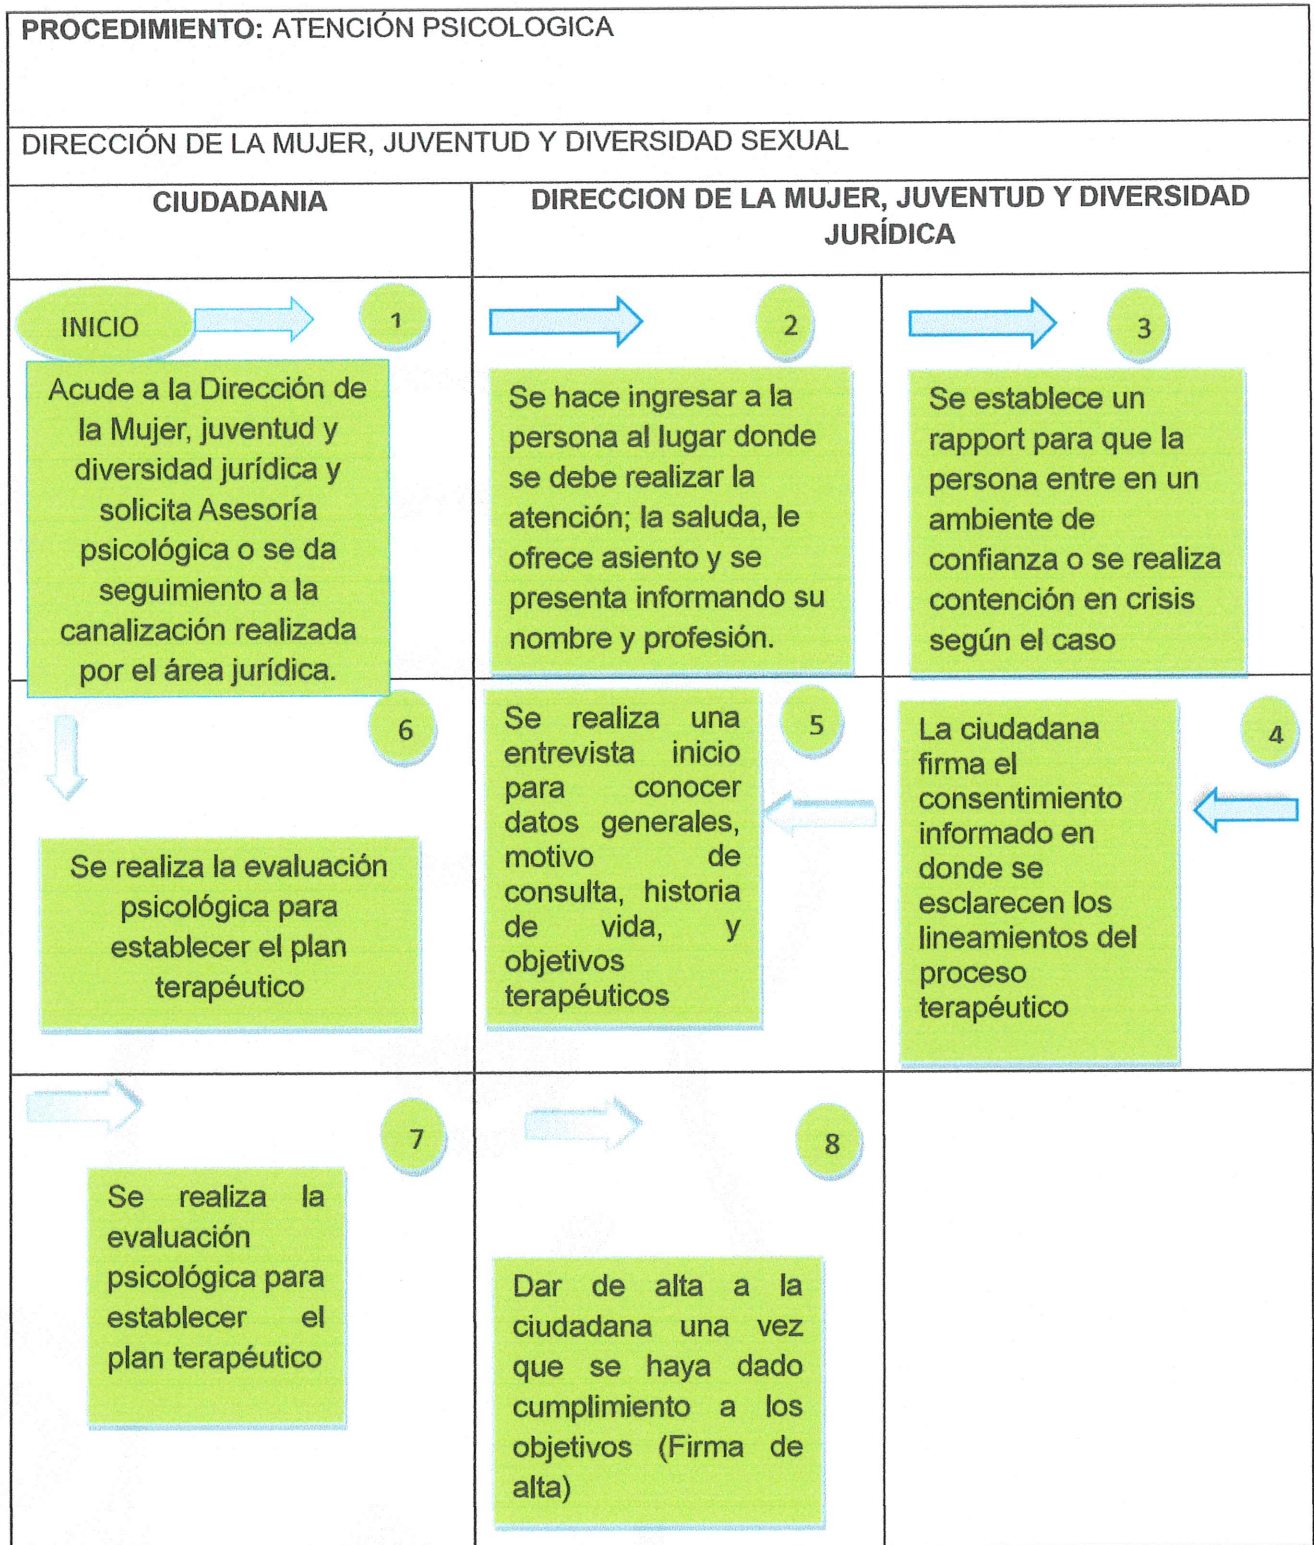 PROCEDIMIENTO: ATENCIÓN PSICOLOGICA
DIRECCIÓN DE LA MUJER, JUVENTUD Y DIVERSIDAD SEXUAL
CIUDADANIA
DIRECCION DE LA MUJER, JUVENTUD Y DIVERSIDAD
JURÍDICA
INICIO
1
Acude a la Dirección de
la Mujer, juventud y
diversidad jurídica y
solicita Asesoría
psicológica o se da
seguimiento a la
canalización realizada
por el área jurídica.
2
Se hace ingresar a la
persona al lugar donde
se debe realizar la
atención; la saluda, le
ofrece asiento y se
presenta informando su
nombre y profesión.
3
Se establece un
rapport para que la
persona entre en un
ambiente de
confianza o se realiza
contención en crisis
según el caso
4
La ciudadana
firma el
consentimiento
informado en
donde se
esclarecen los
lineamientos del
proceso
terapéutico
5
Se realiza una
entrevista inicio
para conocer
datos generales,
motivo de
consulta, historia
de vida, y
objetivos
terapéuticos
6
Se realiza la evaluación
psicológica para
establecer el plan
terapéutico
7
Se realiza la
evaluación
psicológica para
establecer el
plan terapéutico
8
Dar de alta a la
ciudadana una vez
que se haya dado
cumplimiento a los
objetivos (Firma de
alta)